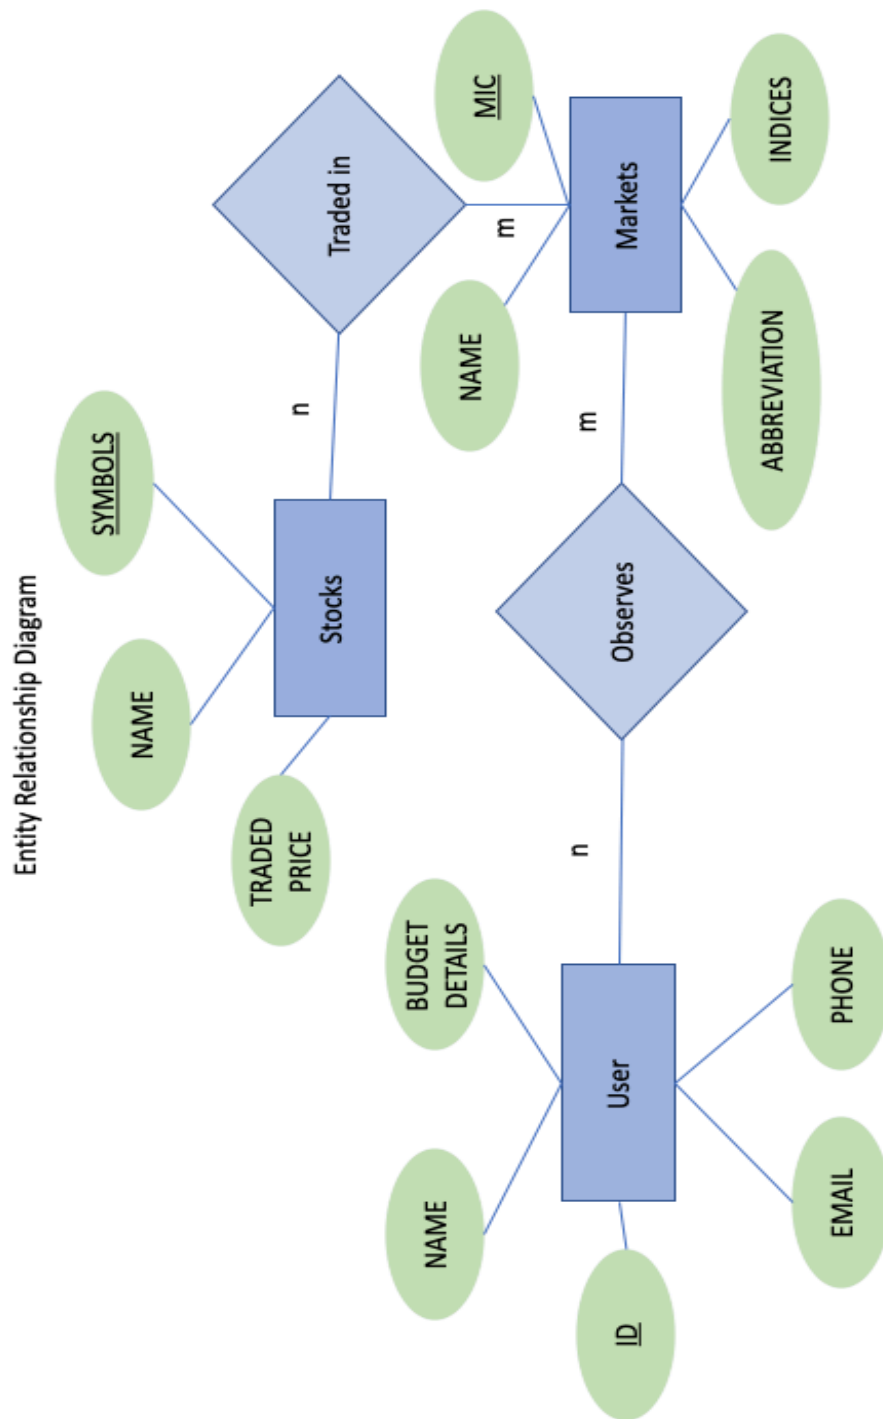 Entity Relationship Diagram
SYMBOLS
NAME
TRADED
PRICE
Stocks
n
Traded in
m
BUDGET
DETAILS
NAME
NAME
MIC
User
ID
n
Observes
m
Markets
EMAIL
PHONE
ABBREVIATION
INDICES